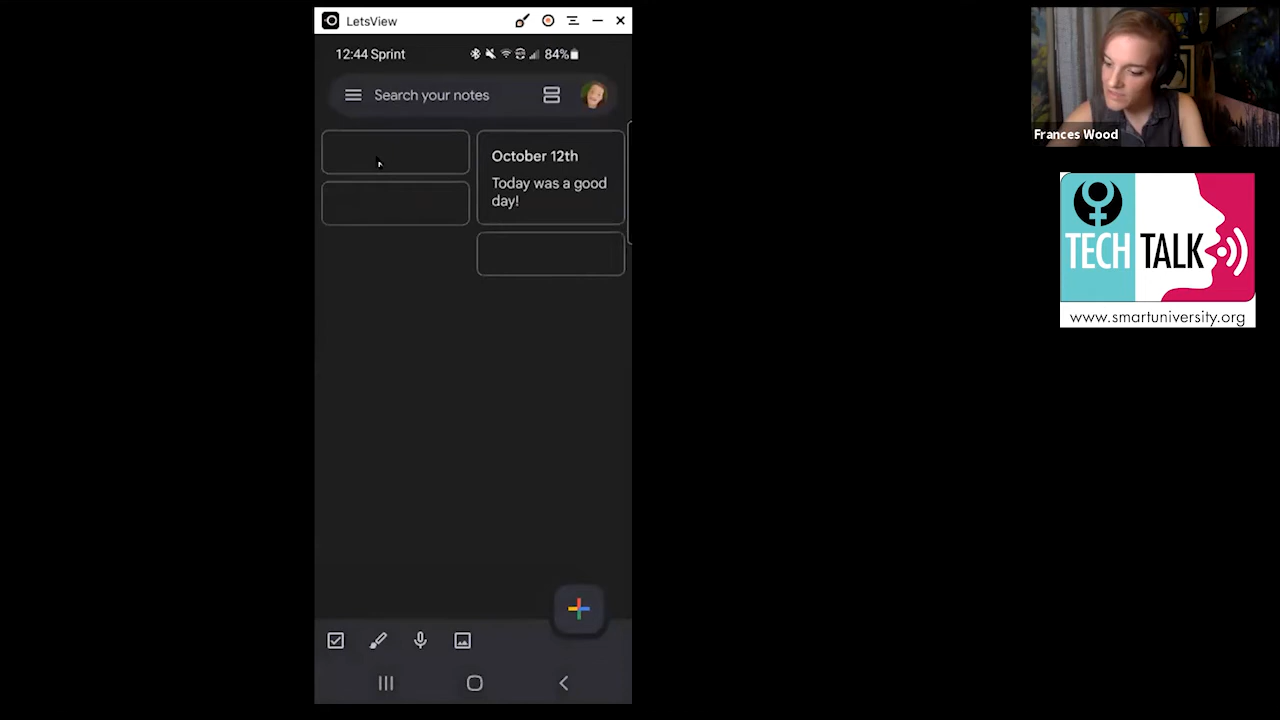 LetsView
12:44 Sprint
84%
Search your notes
October 12th
Today was a good
day!
Frances Wood
TECH TALK
www.smartuniversity.org